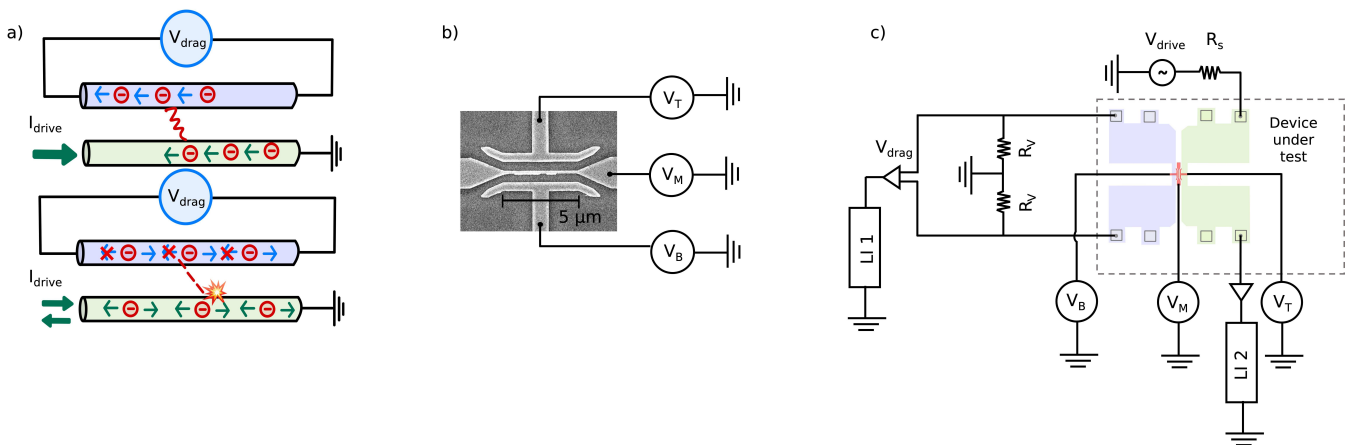 a)
V_drag
I_drive
V_drag
I_drive
b)
V_T
V_M
V_B
5 μm
c)
V_drive
R_s
~
Device
under
test
V_drag
R_V
R_V
LI 1
V_B
V_M
V_T
LI 2